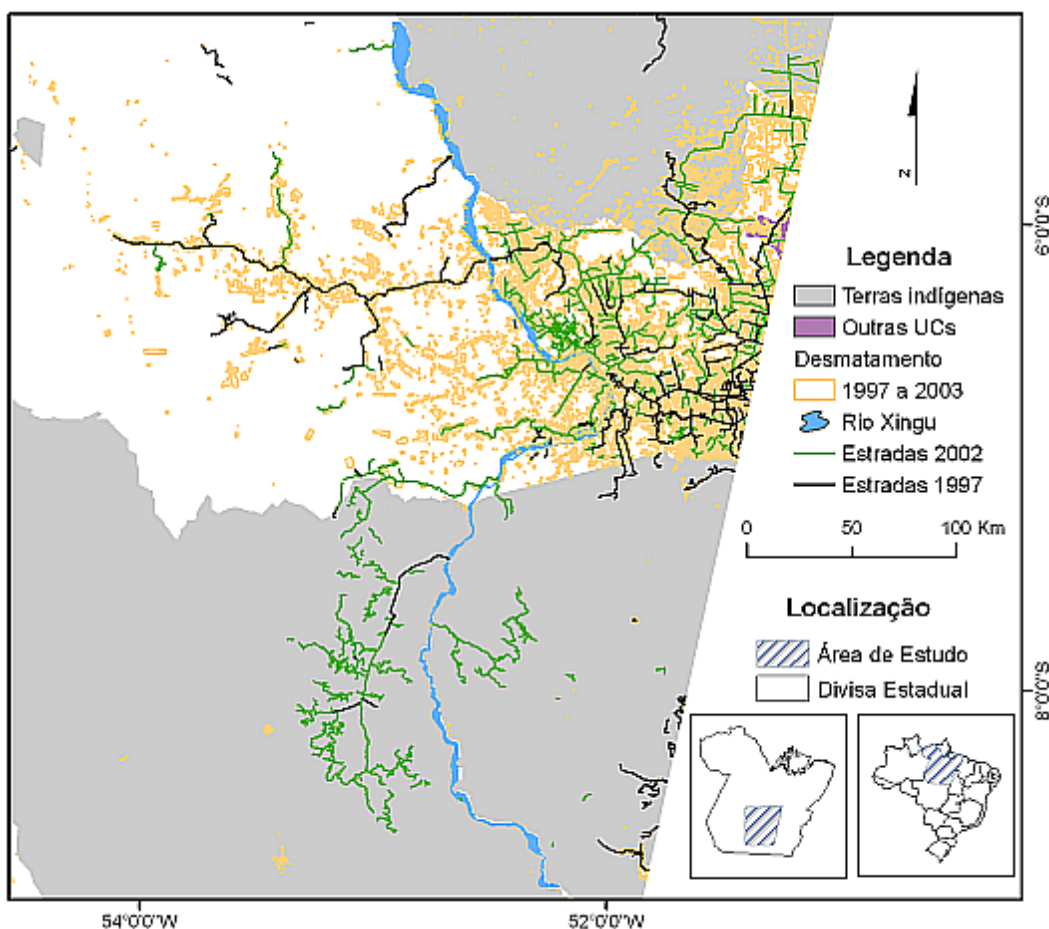 z
6°0'0"S
Legenda
Terras indígenas
Outras UCs
Desmatamento
1997 a 2003
Rio Xingu
Estradas 2002
Estradas 1997
0 50 100 Km
Localização
Área de Estudo
Divisa Estadual
8°0'0"S
54°0'0"W 52°0'0"W